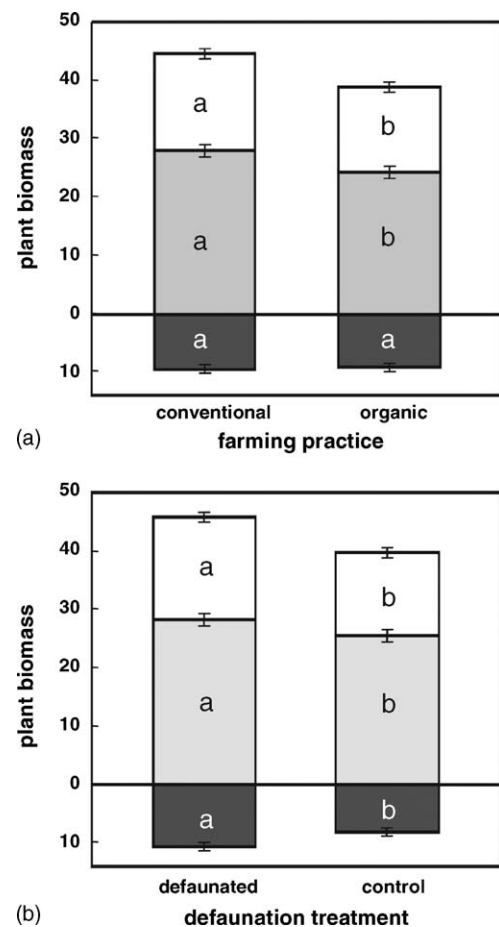 50
40
a
b
30
20
a
b
10
0
a
a
10
plant biomass
conventional
organic
(a)
farming practice
50
40
a
b
30
20
a
b
10
0
a
b
10
plant biomass
defaunated
control
(b)
defaunation treatment